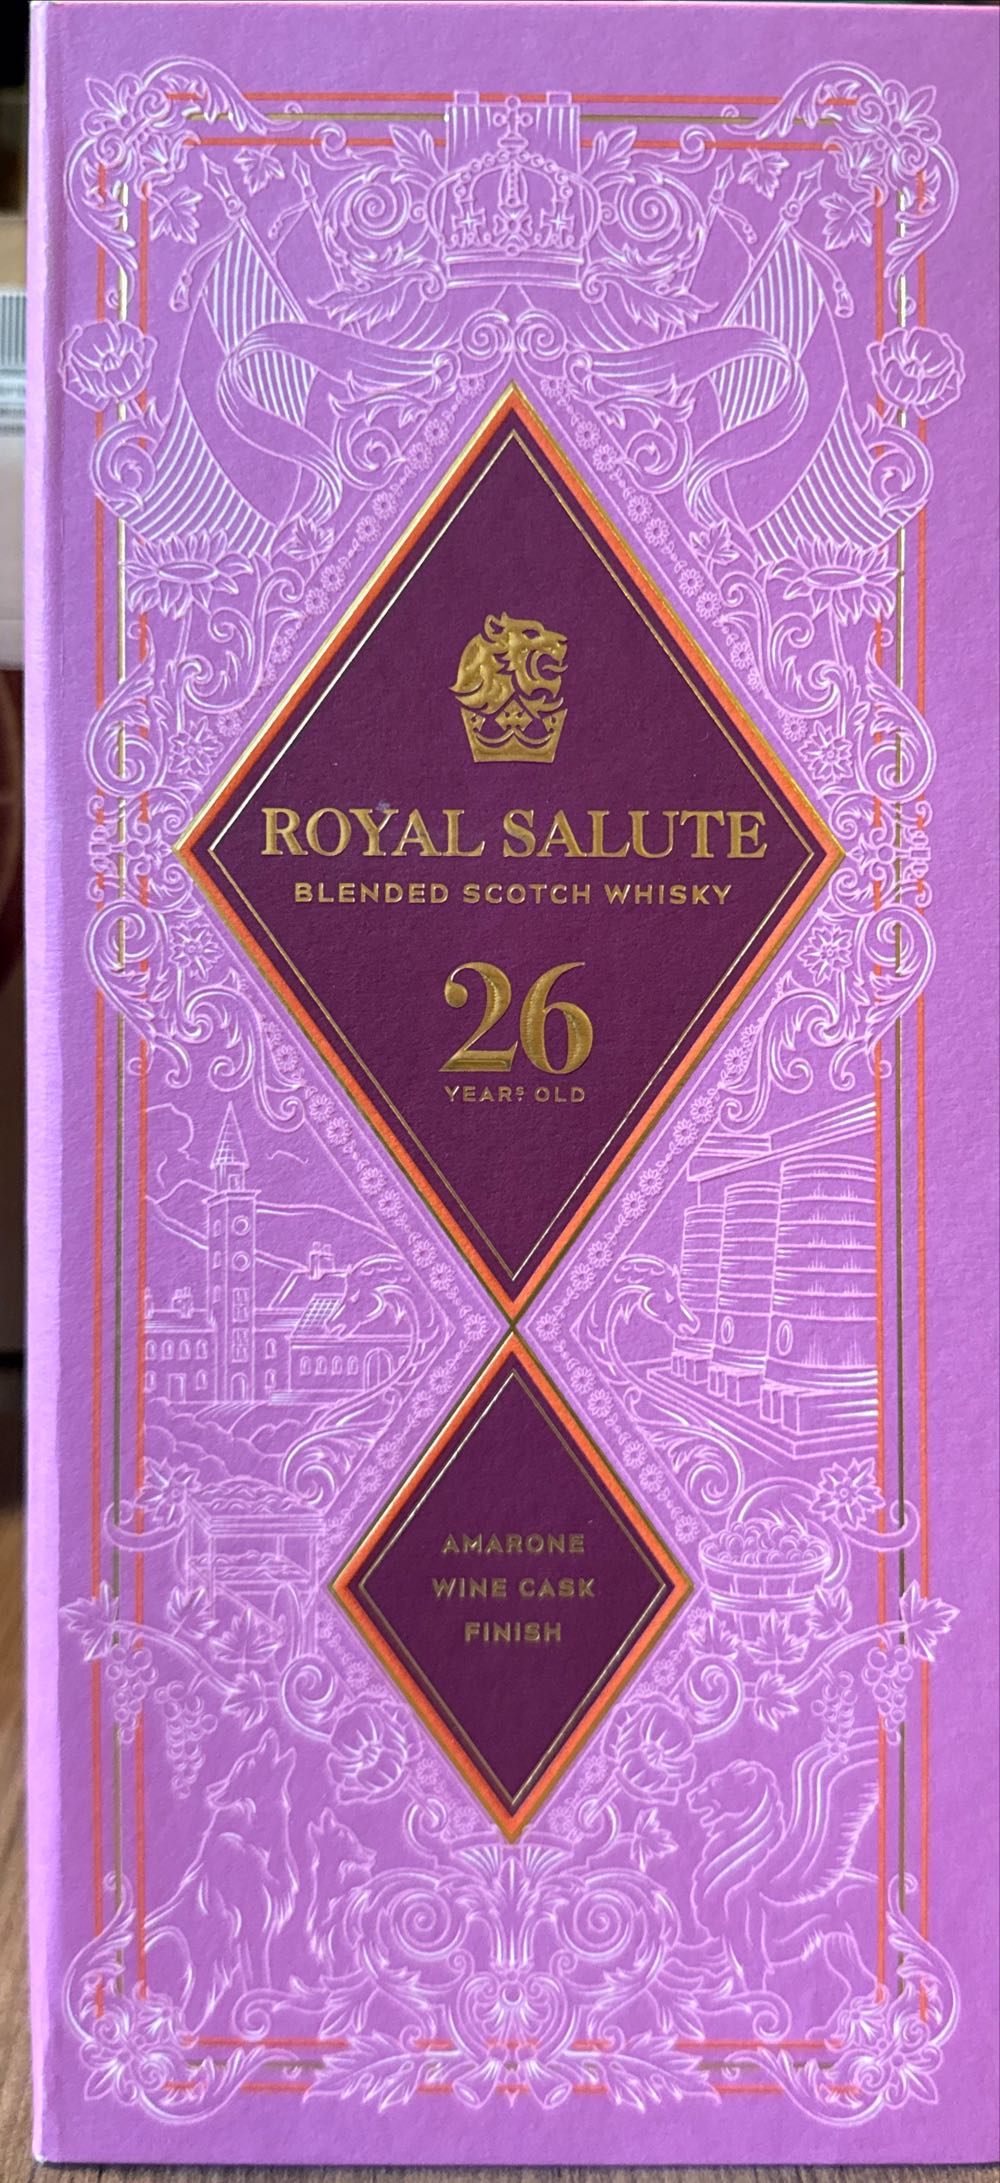 ROYAL SALUTE
BLENDED SCOTCH WHISKY
26
YEARS OLD
AMARONE
WINE CASK
FINISH